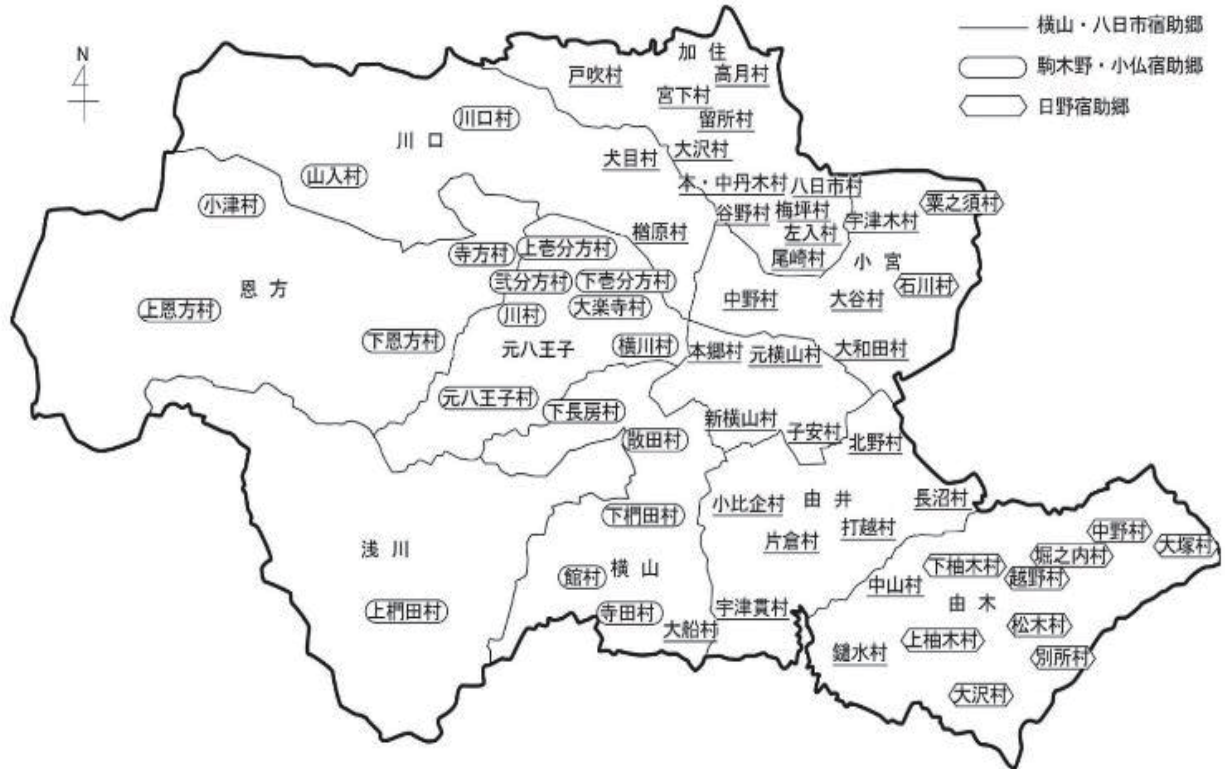 横山・八日市宿助郷
駒木野・小仏宿助郷
日野宿助郷
N
加住
戸吹村
高月村
宮下村
留所村
川口
川口村
犬目村
大沢村
山入村
本・中丹木村
八日市村
小津村
谷野村
梅坪村
宇津木村
粟之須村
楢原村
左入村
寺方村
上壱分方村
尾崎村
小宮
恩方
弐分方村
下壱分方村
中野村
大谷村
石川村
上恩方村
川村
大楽寺村
下恩方村
元八王子
横川村
本郷村
元横山村
大和田村
元八王子村
下長房村
新横山村
子安村
北野村
散田村
小比企村
由井
長沼村
下椚田村
片倉村
打越村
浅川
中野村
大塚村
堀之内村
横山
館村
中山村
下柚木村
越野村
由木
上椚田村
寺田村
大船村
宇津貫村
松木村
鑓水村
上柚木村
別所村
大沢村